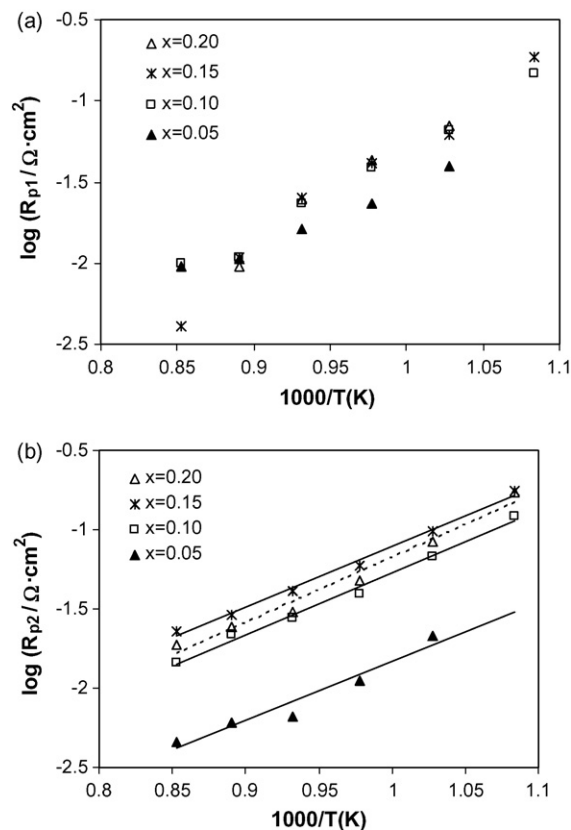 (a)
-0.5
-1
-1.5
-2
-2.5
log (Rp1/ Ω·cm²)
x=0.20
x=0.15
x=0.10
x=0.05
0.8 0.85 0.9 0.95 1 1.05 1.1
1000/T(K)
(b)
-0.5
-1
-1.5
-2
-2.5
log (Rp2/ Ω·cm²)
x=0.20
x=0.15
x=0.10
x=0.05
0.8 0.85 0.9 0.95 1 1.05 1.1
1000/T(K)